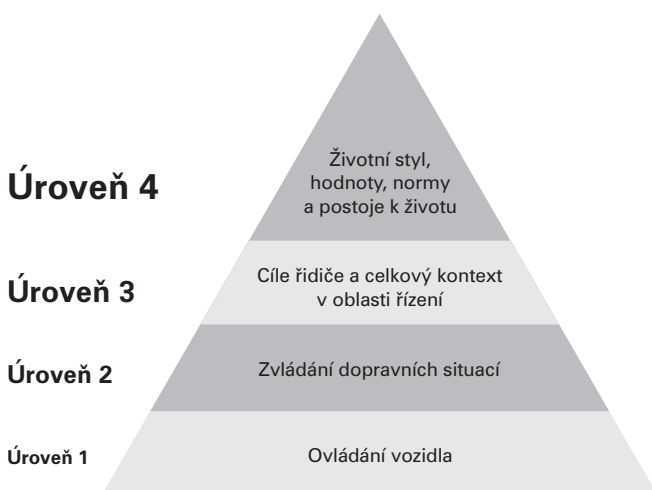 Úroveň 4
Životní styl,
hodnoty, normy
a postoje k životu
Úroveň 3
Cíle řidiče a celkový kontext
v oblasti řízení
Úroveň 2
Zvládání dopravních situací
Úroveň 1
Ovládání vozidla